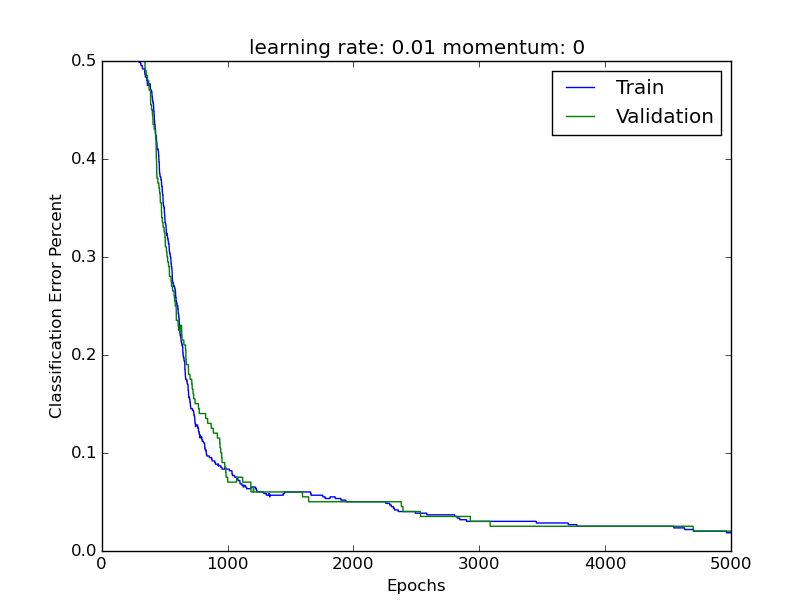 learning rate: 0.01 momentum: 0
0.5
0.4
0.3
0.2
0.1
0.0
Classification Error Percent
Train
Validation
0 1000 2000 3000 4000 5000
Epochs